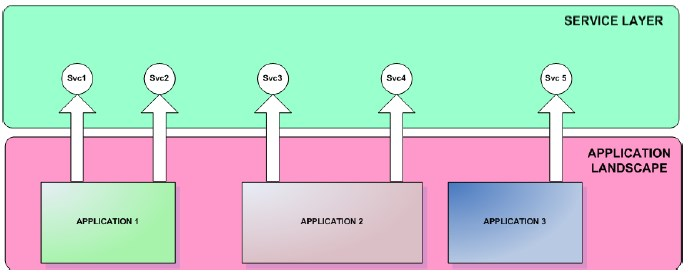 SERVICE LAYER
Svc1
Svc2
Svc3
Svc4
Svc 5
APPLICATION
LANDSCAPE
APPLICATION 1
APPLICATION 2
APPLICATION 3